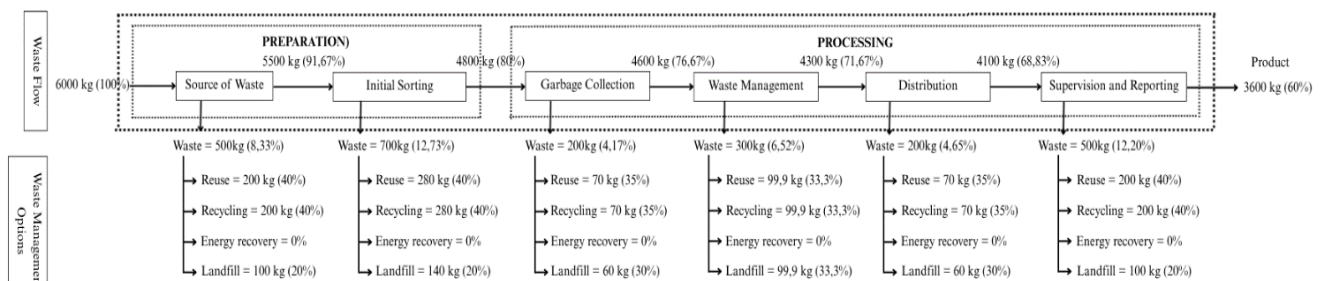 Waste Flow
PREPARATION)
PROCESSING
6000 kg (100%)
5500 kg (91,67%)
4800 kg (80%)
4600 kg (76,67%)
4300 kg (71,67%)
4100 kg (68,83%)
Product
3600 kg (60%)
Source of Waste
Initial Sorting
Garbage Collection
Waste Management
Distribution
Supervision and Reporting
Waste Management
Options
Waste = 500kg (8,33%)
Reuse = 200 kg (40%)
Recycling = 200 kg (40%)
Energy recovery = 0%
Landfill = 100 kg (20%)
Waste = 700kg (12,73%)
Reuse = 280 kg (40%)
Recycling = 280 kg (40%)
Energy recovery = 0%
Landfill = 140 kg (20%)
Waste = 200kg (4,17%)
Reuse = 70 kg (35%)
Recycling = 70 kg (35%)
Energy recovery = 0%
Landfill = 60 kg (30%)
Waste = 300kg (6,52%)
Reuse = 99,9 kg (33,3%)
Recycling = 99,9 kg (33,3%)
Energy recovery = 0%
Landfill = 99,9 kg (33,3%)
Waste = 200kg (4,65%)
Reuse = 70 kg (35%)
Recycling = 70 kg (35%)
Energy recovery = 0%
Landfill = 60 kg (30%)
Waste = 500kg (12,20%)
Reuse = 200 kg (40%)
Recycling = 200 kg (40%)
Energy recovery = 0%
Landfill = 100 kg (20%)